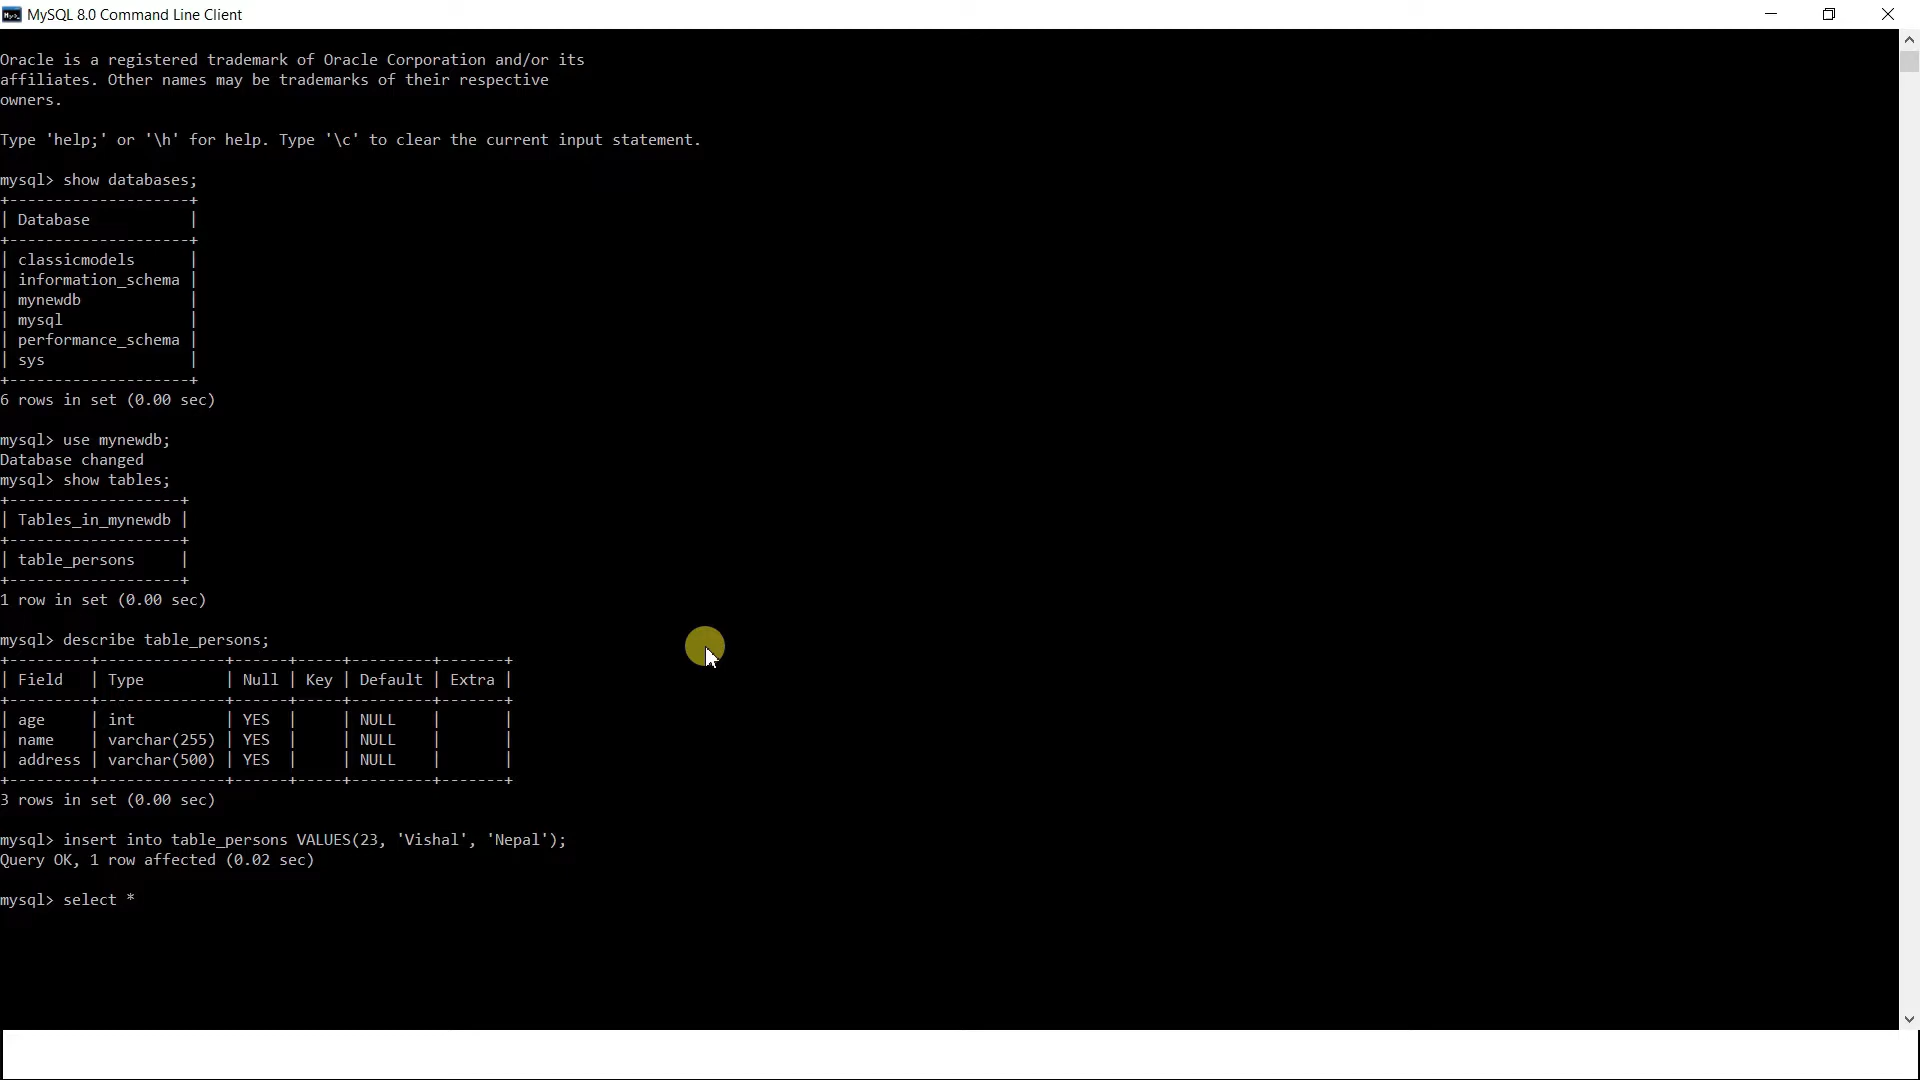 MySQL 8.0 Command Line Client
Oracle is a registered trademark of Oracle Corporation and/or its
affiliates. Other names may be trademarks of their respective
owners.
Type 'help;' or '\h' for help. Type '\c' to clear the current input statement.
mysql> show databases;
+--------------------+
| Database           |
+--------------------+
| classicmodels      |
| information_schema |
| mynewdb            |
| mysql              |
| performance_schema |
| sys                |
+--------------------+
6 rows in set (0.00 sec)
mysql> use mynewdb;
Database changed
mysql> show tables;
+-------------------+
| Tables_in_mynewdb |
+-------------------+
| table_persons     |
+-------------------+
1 row in set (0.00 sec)
mysql> describe table_persons;
+---------+--------------+------+-----+---------+-------+
| Field   | Type         | Null | Key | Default | Extra |
+---------+--------------+------+-----+---------+-------+
| age     | int          | YES  |     | NULL    |       |
| name    | varchar(255) | YES  |     | NULL    |       |
| address | varchar(500) | YES  |     | NULL    |       |
+---------+--------------+------+-----+---------+-------+
3 rows in set (0.00 sec)
mysql> insert into table_persons VALUES(23, 'Vishal', 'Nepal');
Query OK, 1 row affected (0.02 sec)
mysql> select *